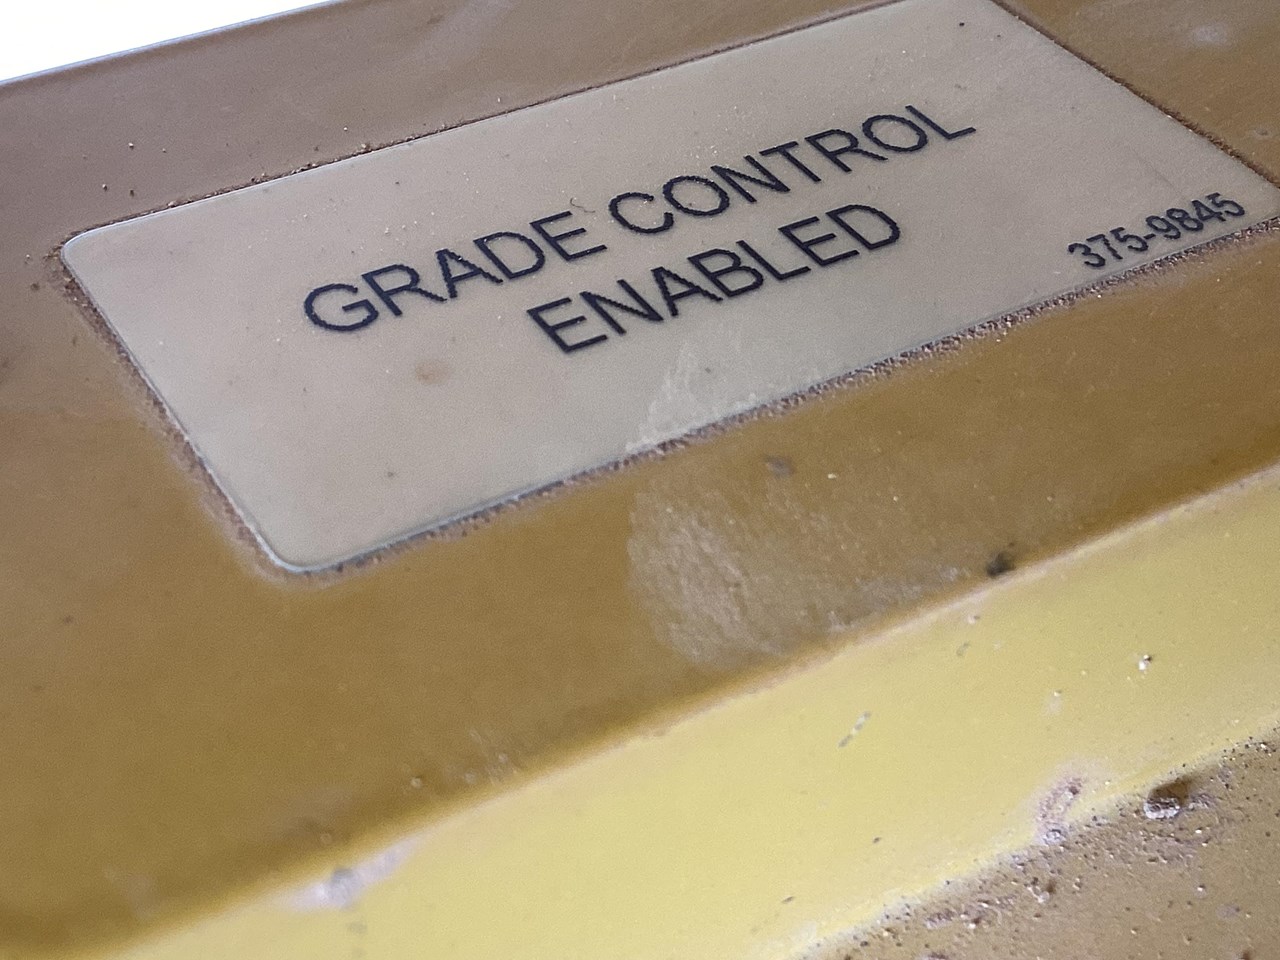 GRADE CONTROL
ENABLED
375-9845